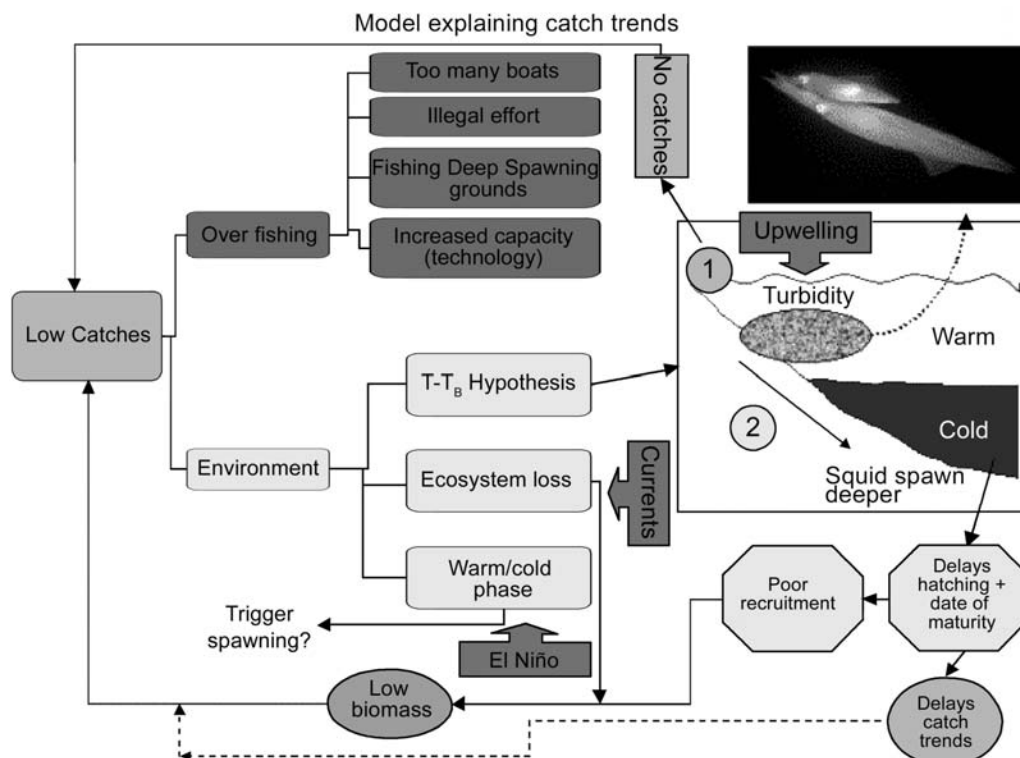 Model explaining catch trends
Too many boats
Illegal effort
Fishing Deep Spawning
grounds
Increased capacity
(technology)
No catches
Over fishing
Low Catches
Upwelling
1
Turbidity
Warm
T-TB Hypothesis
2
Cold
Squid spawn
deeper
Environment
Ecosystem loss
Currents
Warm/cold
phase
Trigger
spawning?
El Niño
Poor
recruitment
Delays
hatching +
date of
maturity
Low
biomass
Delays
catch
trends